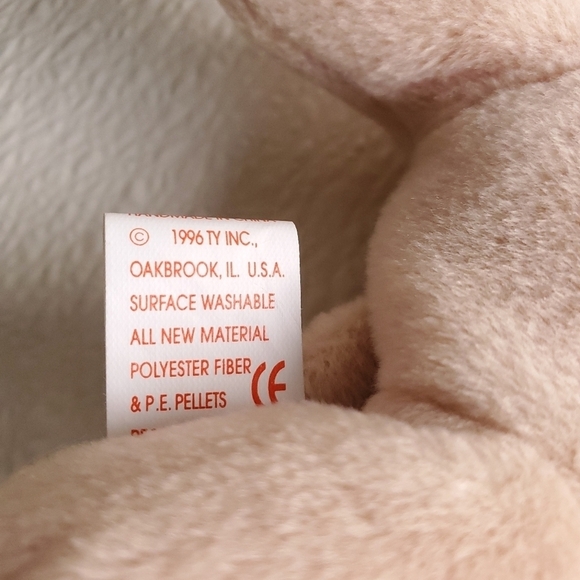 © 1996 TY INC.,
OAKBROOK, IL. U.S.A.
SURFACE WASHABLE
ALL NEW MATERIAL
POLYESTER FIBER
& P.E. PELLETS CE